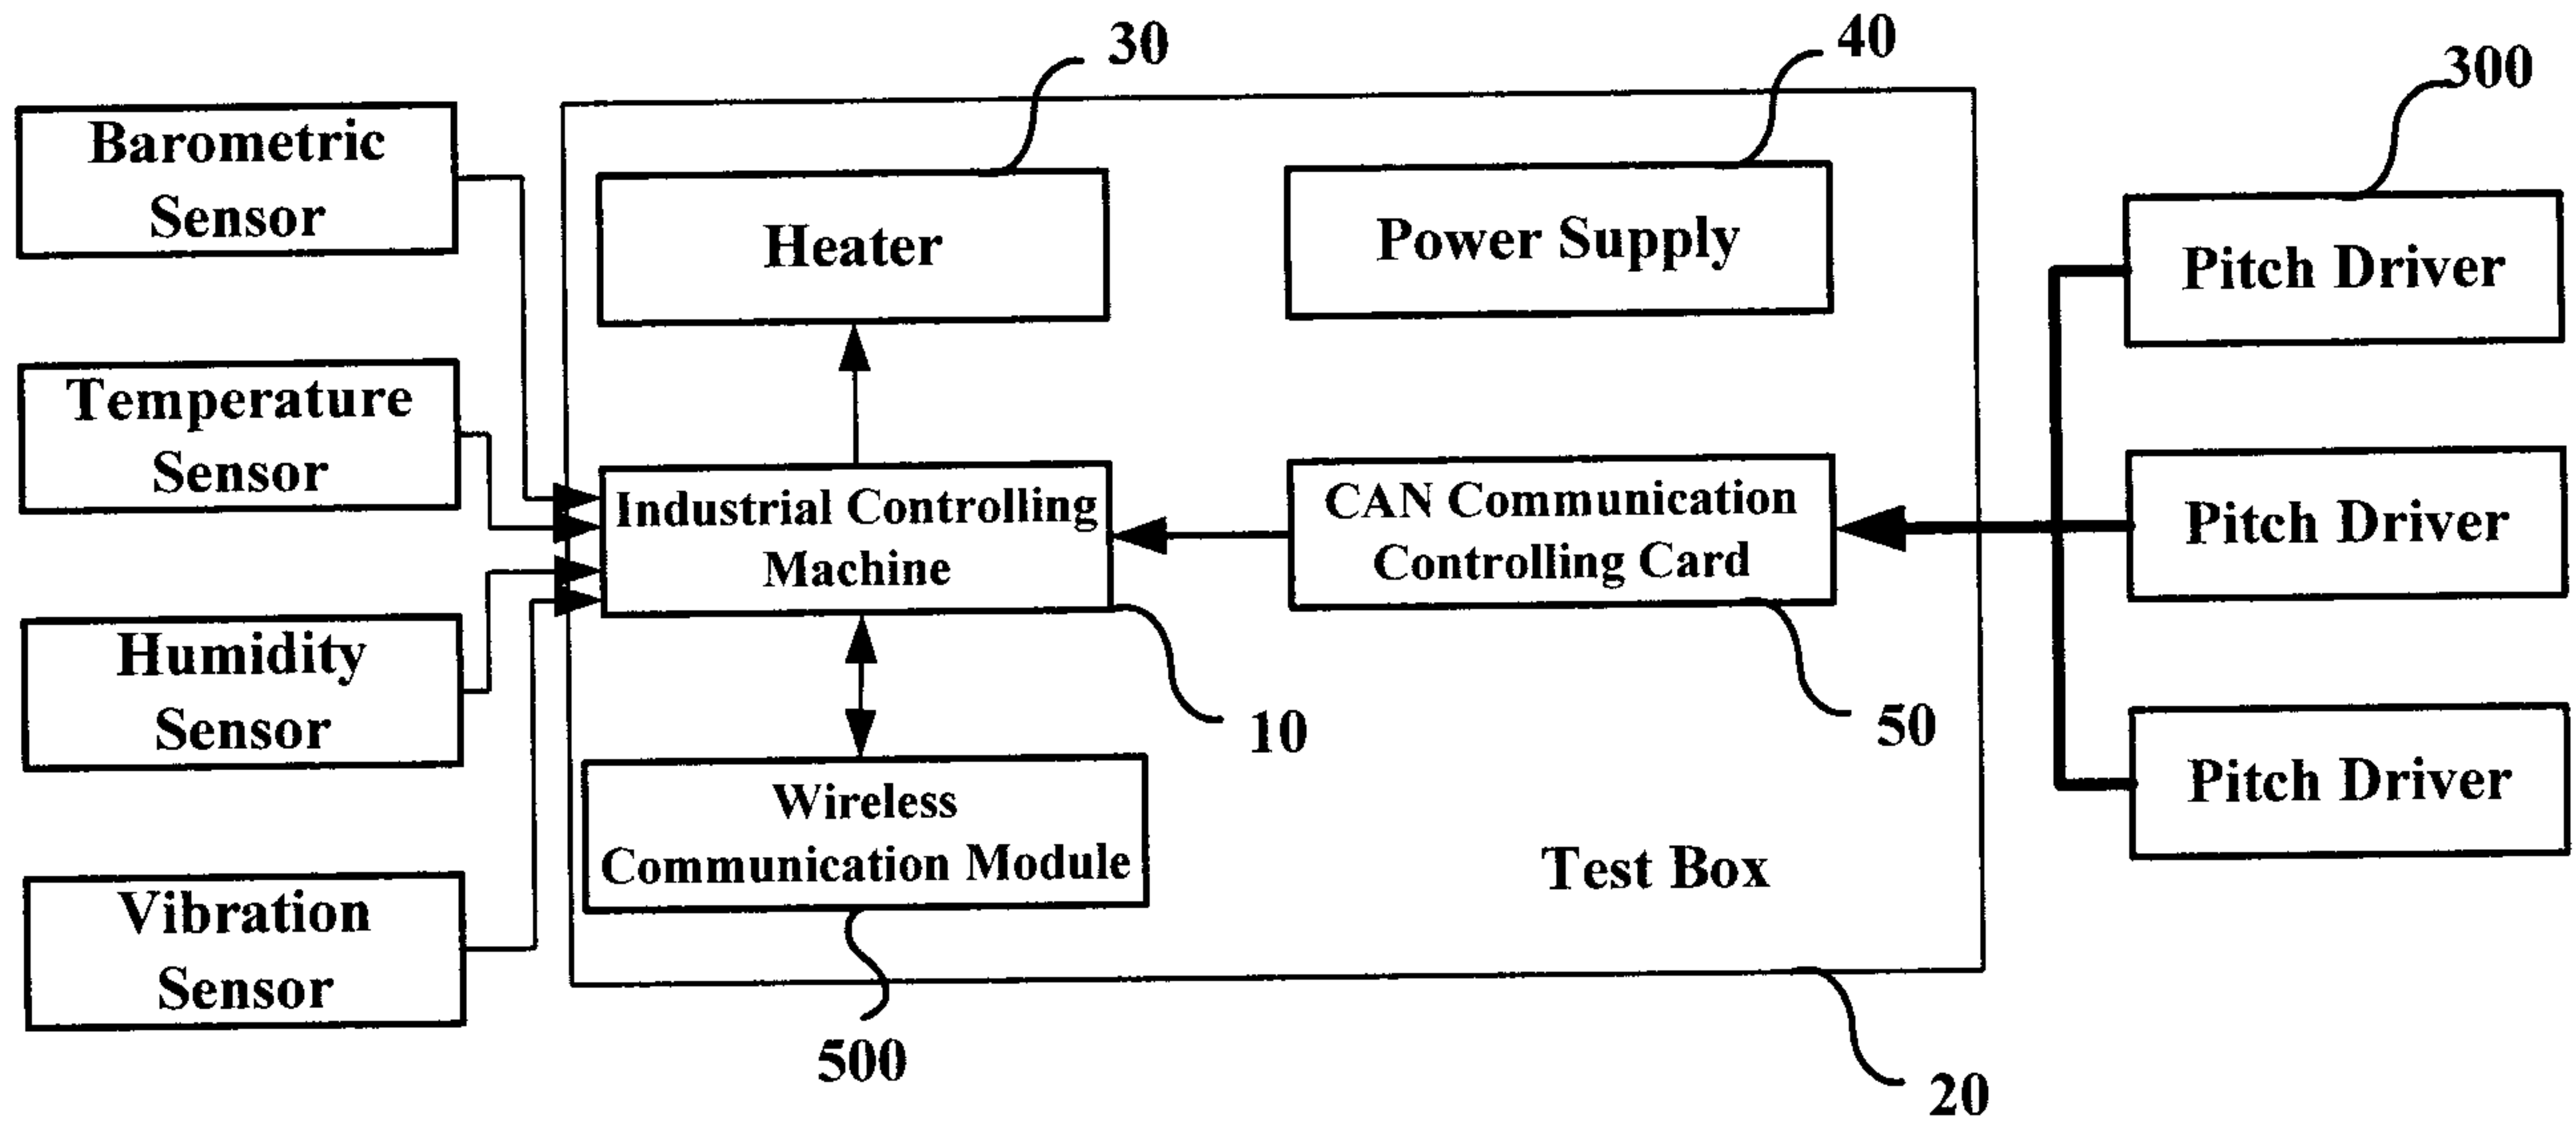 30
40
300
Barometric
Sensor
Heater
Power Supply
Pitch Driver
Temperature
Sensor
Industrial Controlling
Machine
CAN Communication
Controlling Card
Pitch Driver
Humidity
Sensor
10
50
Wireless
Communication Module
Test Box
Pitch Driver
Vibration
Sensor
500
20